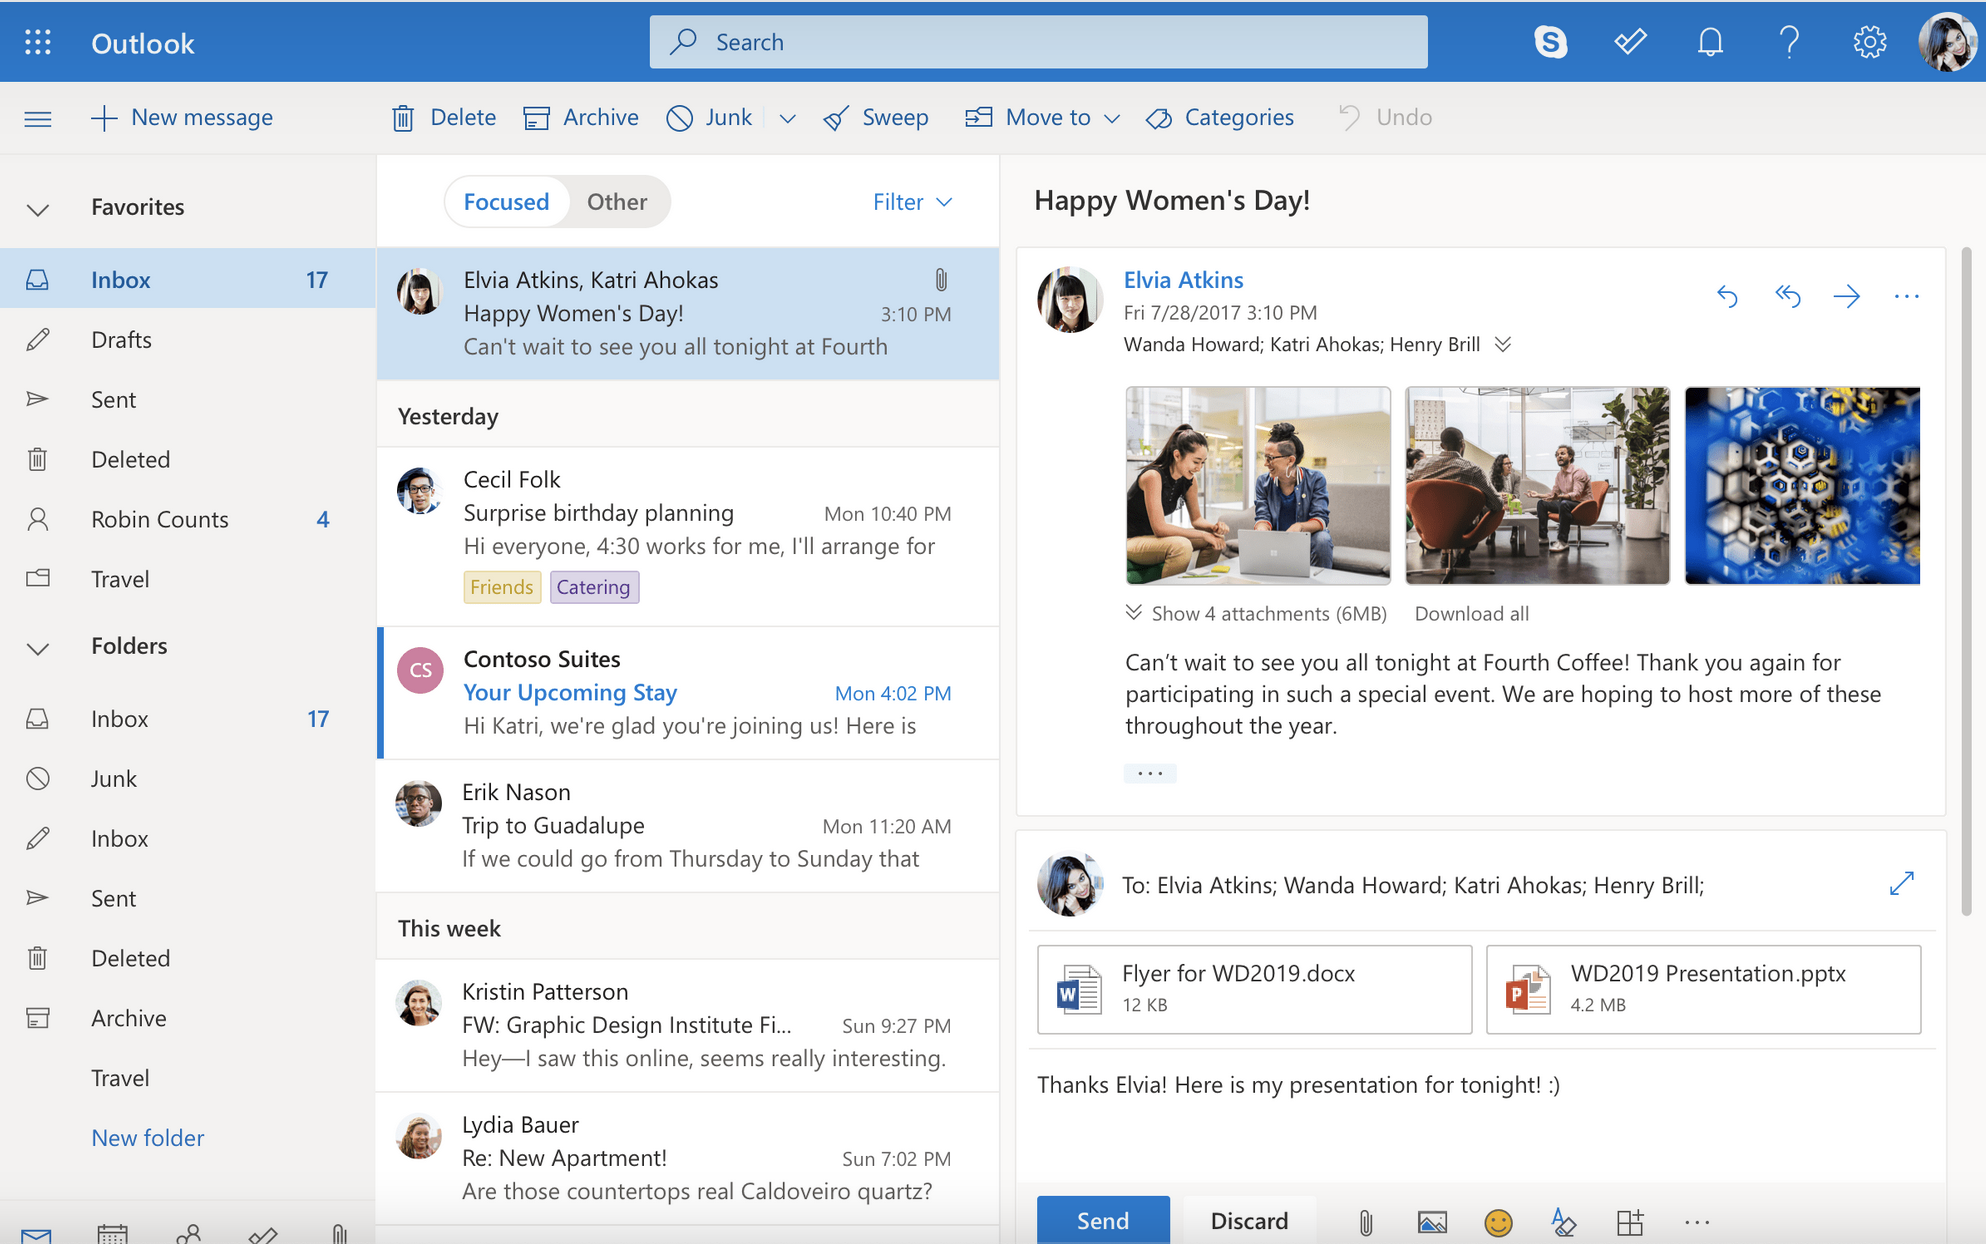 Outlook
Search
New message
Delete
Archive
Junk
Sweep
Move to
Categories
Undo
Favorites
Inbox 17
Drafts
Sent
Deleted
Robin Counts 4
Travel
Folders
Inbox 17
Junk
Inbox
Sent
Deleted
Archive
Travel
New folder
Focused Other Filter
Elvia Atkins, Katri Ahokas
Happy Women's Day! 3:10 PM
Can't wait to see you all tonight at Fourth
Yesterday
Cecil Folk
Surprise birthday planning Mon 10:40 PM
Hi everyone, 4:30 works for me, I'll arrange for
Friends Catering
CS
Contoso Suites
Your Upcoming Stay Mon 4:02 PM
Hi Katri, we're glad you're joining us! Here is
Erik Nason
Trip to Guadalupe Mon 11:20 AM
If we could go from Thursday to Sunday that
This week
Kristin Patterson
FW: Graphic Design Institute Fi... Sun 9:27 PM
Hey—I saw this online, seems really interesting.
Lydia Bauer
Re: New Apartment! Sun 7:02 PM
Are those countertops real Caldoveiro quartz?
Happy Women's Day!
Elvia Atkins
Fri 7/28/2017 3:10 PM
Wanda Howard; Katri Ahokas; Henry Brill
Show 4 attachments (6MB) Download all
Can’t wait to see you all tonight at Fourth Coffee! Thank you again for
participating in such a special event. We are hoping to host more of these
throughout the year.
To: Elvia Atkins; Wanda Howard; Katri Ahokas; Henry Brill;
Flyer for WD2019.docx
12 KB
WD2019 Presentation.pptx
4.2 MB
Thanks Elvia! Here is my presentation for tonight! :)
Send Discard